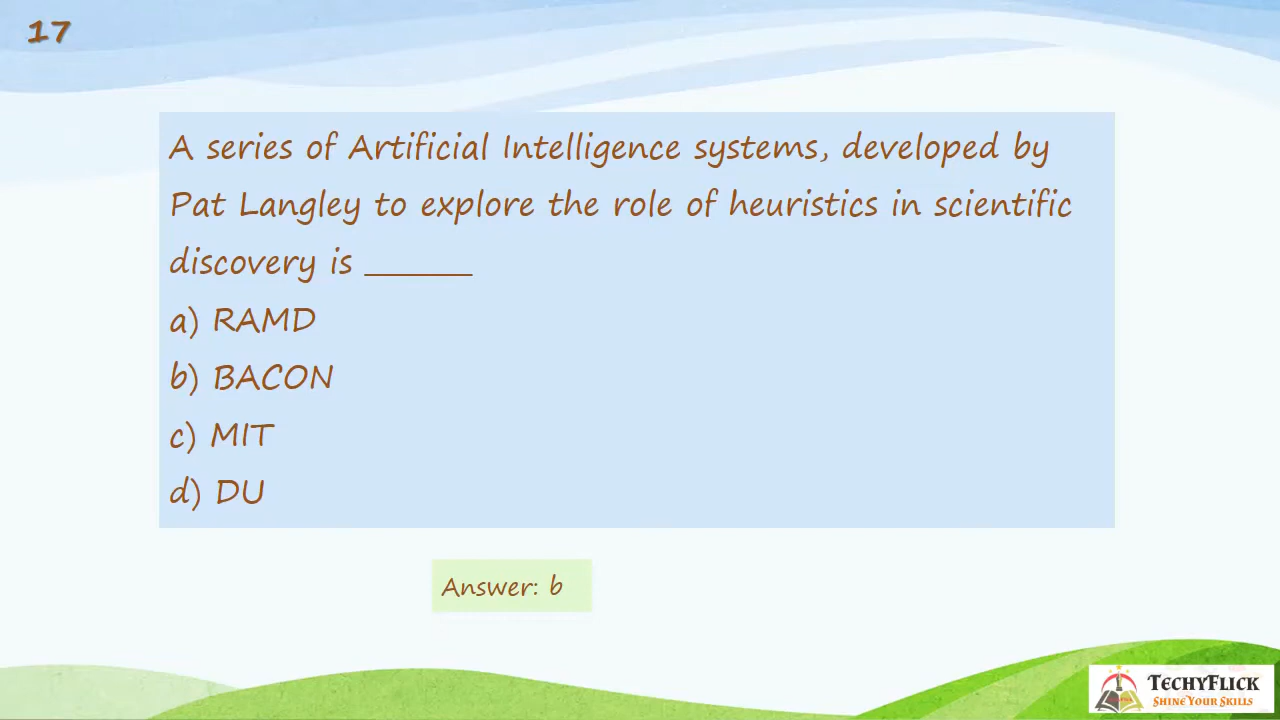 17
A series of Artificial Intelligence systems, developed by
Pat Langley to explore the role of heuristics in scientific
discovery is ______
a) RAMD
b) BACON
c) MIT
d) DU
Answer: b
TECHYFLICK
SHINE YOUR SKILLS